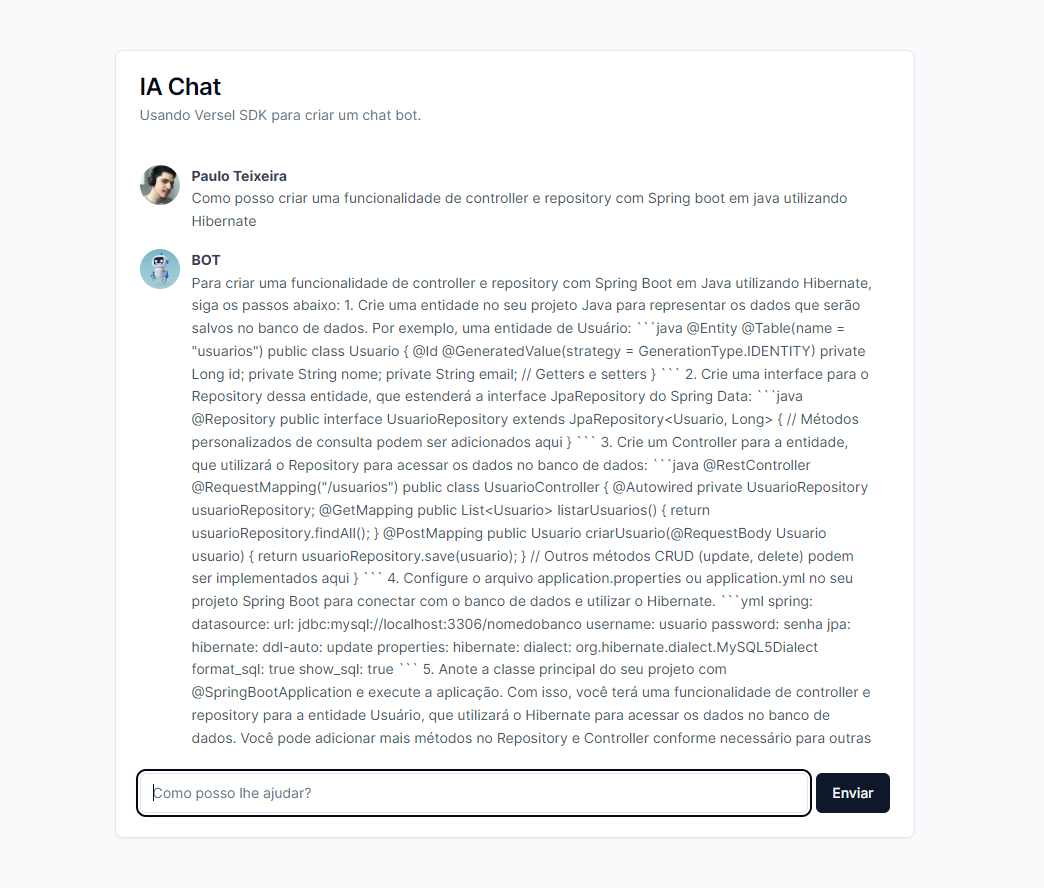 IA Chat
Usando Versel SDK para criar um chat bot.
Paulo Teixeira
Como posso criar uma funcionalidade de controller e repository com Spring boot em java utilizando
Hibernate
BOT
Para criar uma funcionalidade de controller e repository com Spring Boot em Java utilizando Hibernate,
siga os passos abaixo: 1. Crie uma entidade no seu projeto Java para representar os dados que serão
salvos no banco de dados. Por exemplo, uma entidade de Usuário: ```java @Entity @Table(name =
"usuarios") public class Usuario { @Id @GeneratedValue(strategy = GenerationType.IDENTITY) private
Long id; private String nome; private String email; // Getters e setters } ``` 2. Crie uma interface para o
Repository dessa entidade, que estenderá a interface JpaRepository do Spring Data: ```java
@Repository public interface UsuarioRepository extends JpaRepository<Usuario, Long> { // Métodos
personalizados de consulta podem ser adicionados aqui } ``` 3. Crie um Controller para a entidade,
que utilizará o Repository para acessar os dados no banco de dados: ```java @RestController
@RequestMapping("/usuarios") public class UsuarioController { @Autowired private UsuarioRepository
usuarioRepository; @GetMapping public List<Usuario> listarUsuarios() { return
usuarioRepository.findAll(); } @PostMapping public Usuario criarUsuario(@RequestBody Usuario
usuario) { return usuarioRepository.save(usuario); } // Outros métodos CRUD (update, delete) podem
ser implementados aqui } ``` 4. Configure o arquivo application.properties ou application.yml no seu
projeto Spring Boot para conectar com o banco de dados e utilizar o Hibernate. ```yml spring:
datasource: url: jdbc:mysql://localhost:3306/nomedobanco username: usuario password: senha jpa:
hibernate: ddl-auto: update properties: hibernate: dialect: org.hibernate.dialect.MySQL5Dialect
format_sql: true show_sql: true ``` 5. Anote a classe principal do seu projeto com
@SpringBootApplication e execute a aplicação. Com isso, você terá uma funcionalidade de controller e
repository para a entidade Usuário, que utilizará o Hibernate para acessar os dados no banco de
dados. Você pode adicionar mais métodos no Repository e Controller conforme necessário para outras
Como posso lhe ajudar?
Enviar